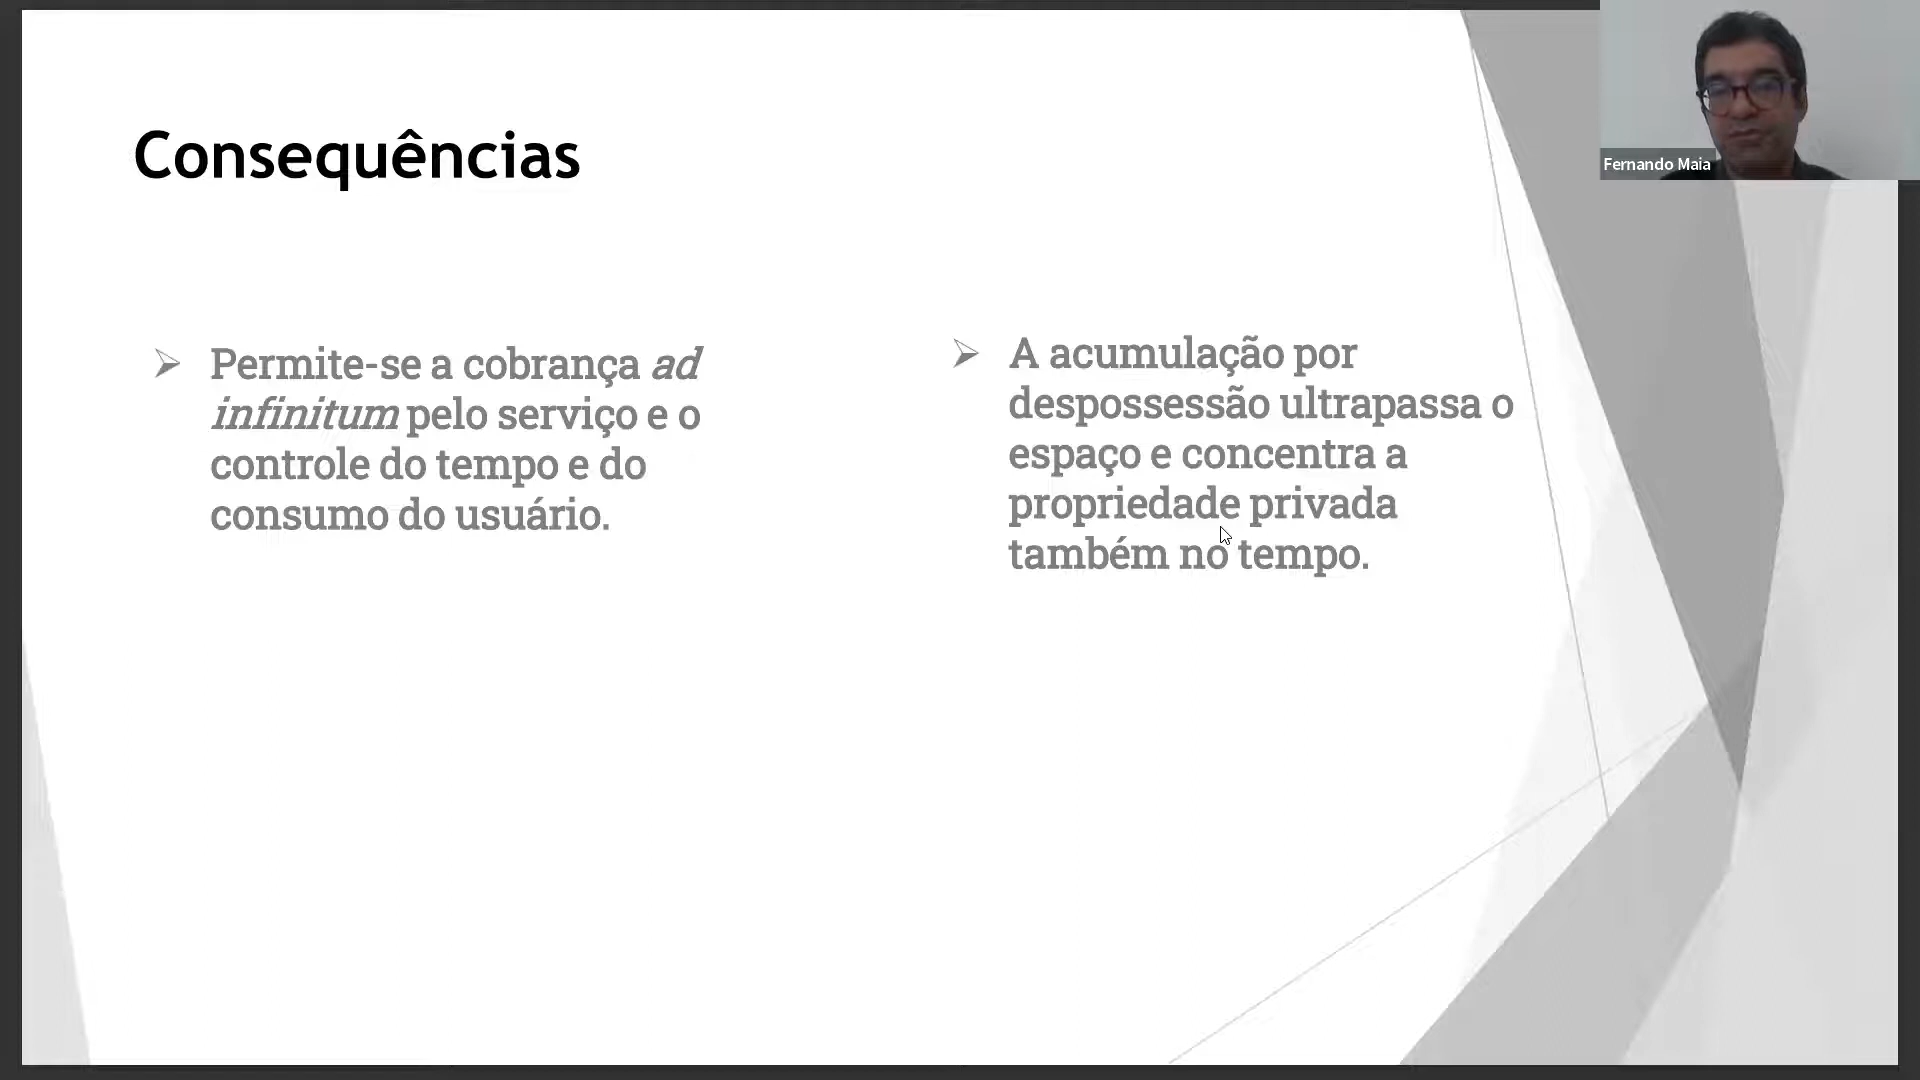 Consequências
Permite-se a cobrança ad
infinitum pelo serviço e o
controle do tempo e do
consumo do usuário.
A acumulação por
despossessão ultrapassa o
espaço e concentra a
propriedade privada
também no tempo.
Fernando Maia